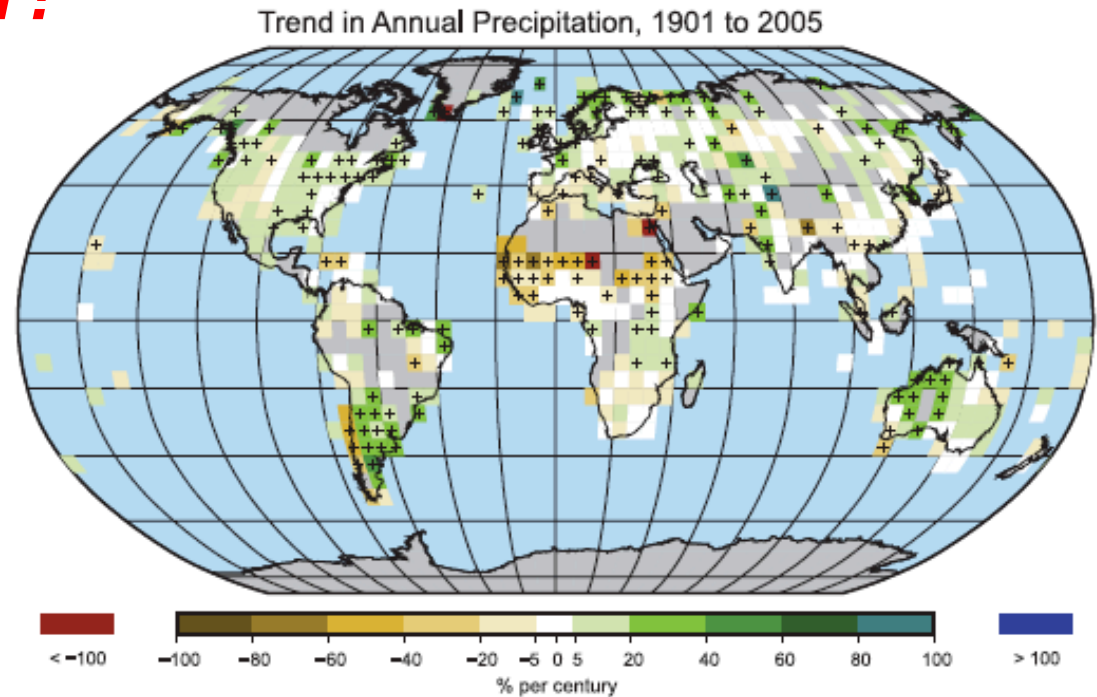 Trend in Annual Precipitation, 1901 to 2005
< −100
−100 −80 −60 −40 −20 −5 0 5 20 40 60 80 100
> 100
% per century